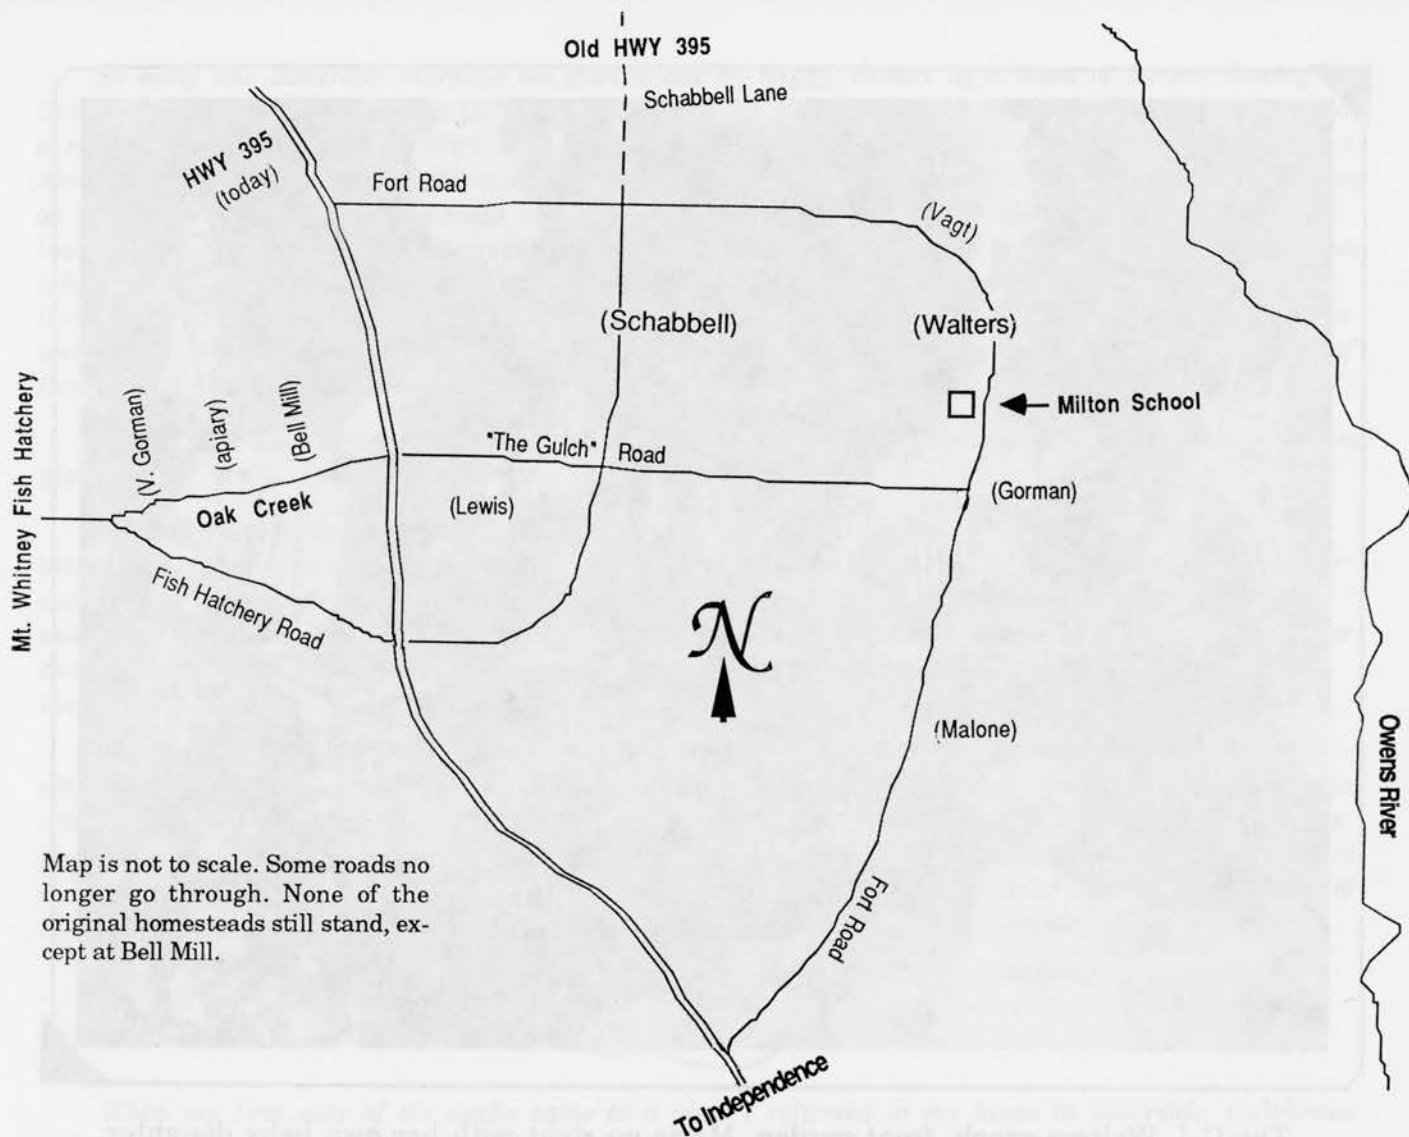 Old HWY 395
Schabbell Lane
HWY 395
(today)
Fort Road
(Vagt)
(Schabbell)
(Walters)
Milton School
Mt. Whitney Fish Hatchery
(V. Gorman)
(apiary)
(Bell Mill)
"The Gulch" Road
Oak Creek
(Lewis)
(Gorman)
Fish Hatchery Road
N
(Malone)
Owens River
Fort Road
Map is not to scale. Some roads no
longer go through. None of the
original homesteads still stand, ex-
cept at Bell Mill.
To Independence